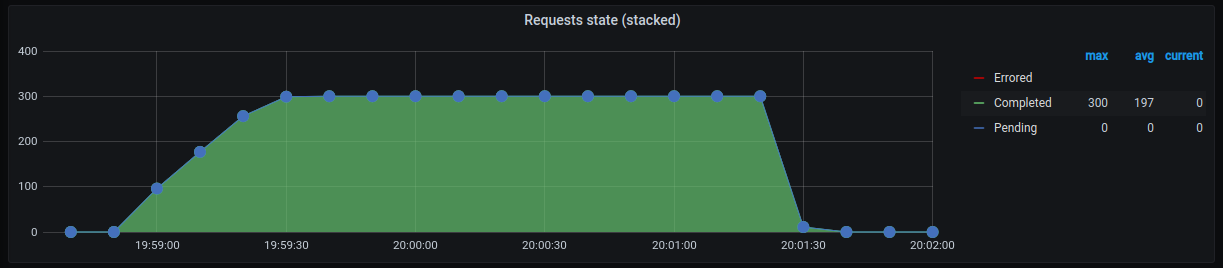 Requests state (stacked)
400
300
200
100
0
19:59:00 19:59:30 20:00:00 20:00:30 20:01:00 20:01:30 20:02:00
max avg current
Errored
Completed 300 197 0
Pending 0 0 0